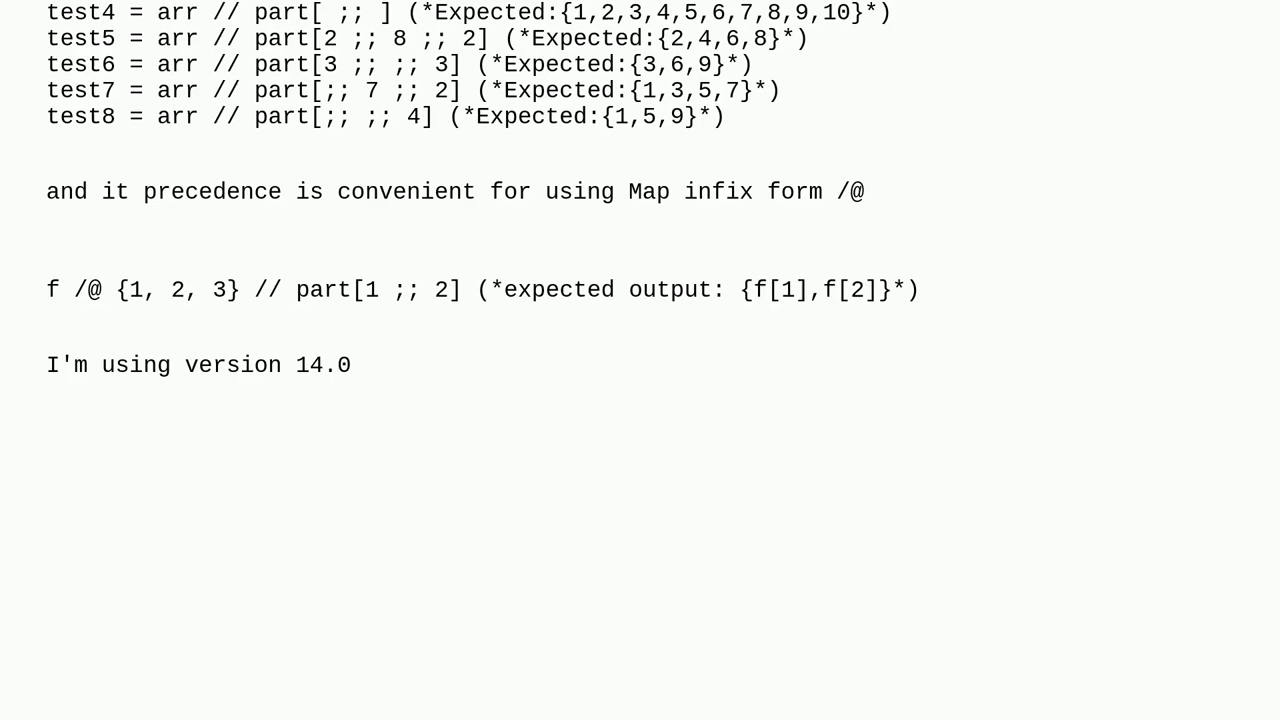 test4 = arr // part[ ;; ] (*Expected:{1,2,3,4,5,6,7,8,9,10}*)
test5 = arr // part[2 ;; 8 ;; 2] (*Expected:{2,4,6,8}*)
test6 = arr // part[3 ;; ;; 3] (*Expected:{3,6,9}*)
test7 = arr // part[;; 7 ;; 2] (*Expected:{1,3,5,7}*)
test8 = arr // part[;; ;; 4] (*Expected:{1,5,9}*)
and it precedence is convenient for using Map infix form /@
f /@ {1, 2, 3} // part[1 ;; 2] (*expected output: {f[1],f[2]}*)
I'm using version 14.0